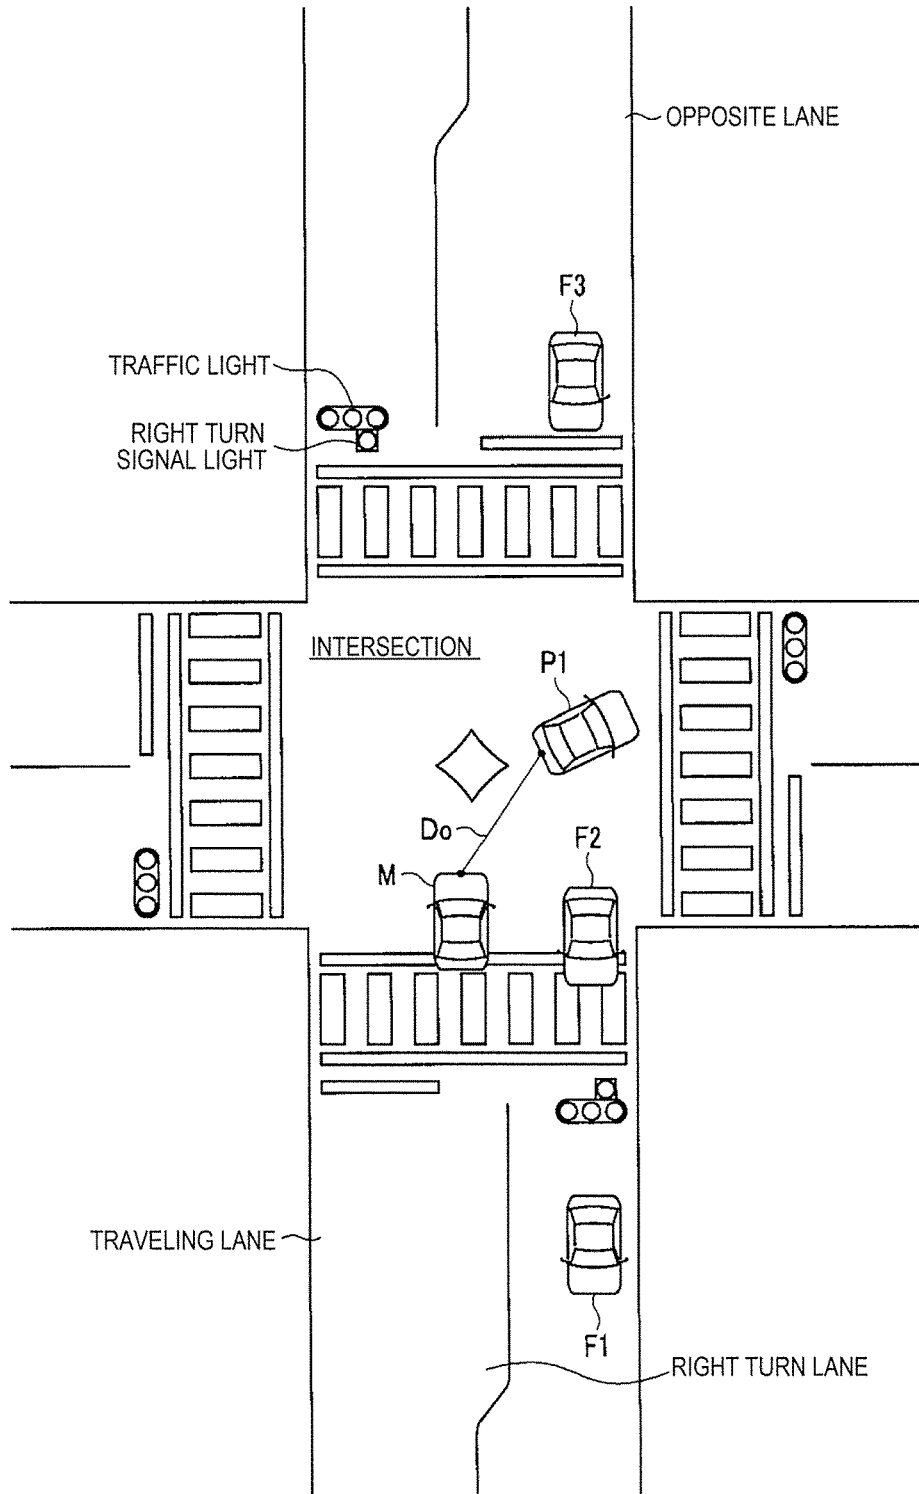 OPPOSITE LANE
F3
TRAFFIC LIGHT
RIGHT TURN
SIGNAL LIGHT
INTERSECTION
P1
Do
F2
M
TRAVELING LANE
F1
RIGHT TURN LANE